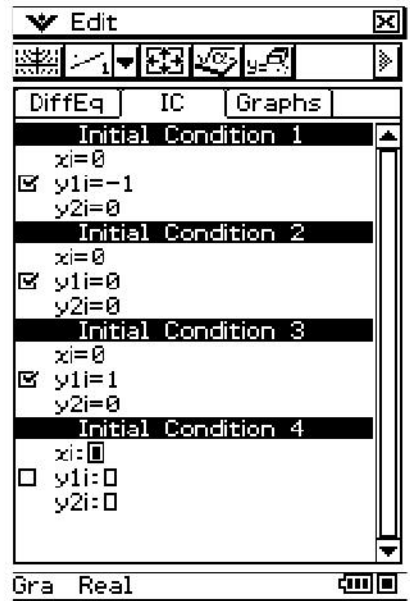 Edit
DiffEq IC Graphs
Initial Condition 1
xi=0
y1i=-1
y2i=0
Initial Condition 2
xi=0
y1i=0
y2i=0
Initial Condition 3
xi=0
y1i=1
y2i=0
Initial Condition 4
xi:
y1i:
y2i:
Gra Real